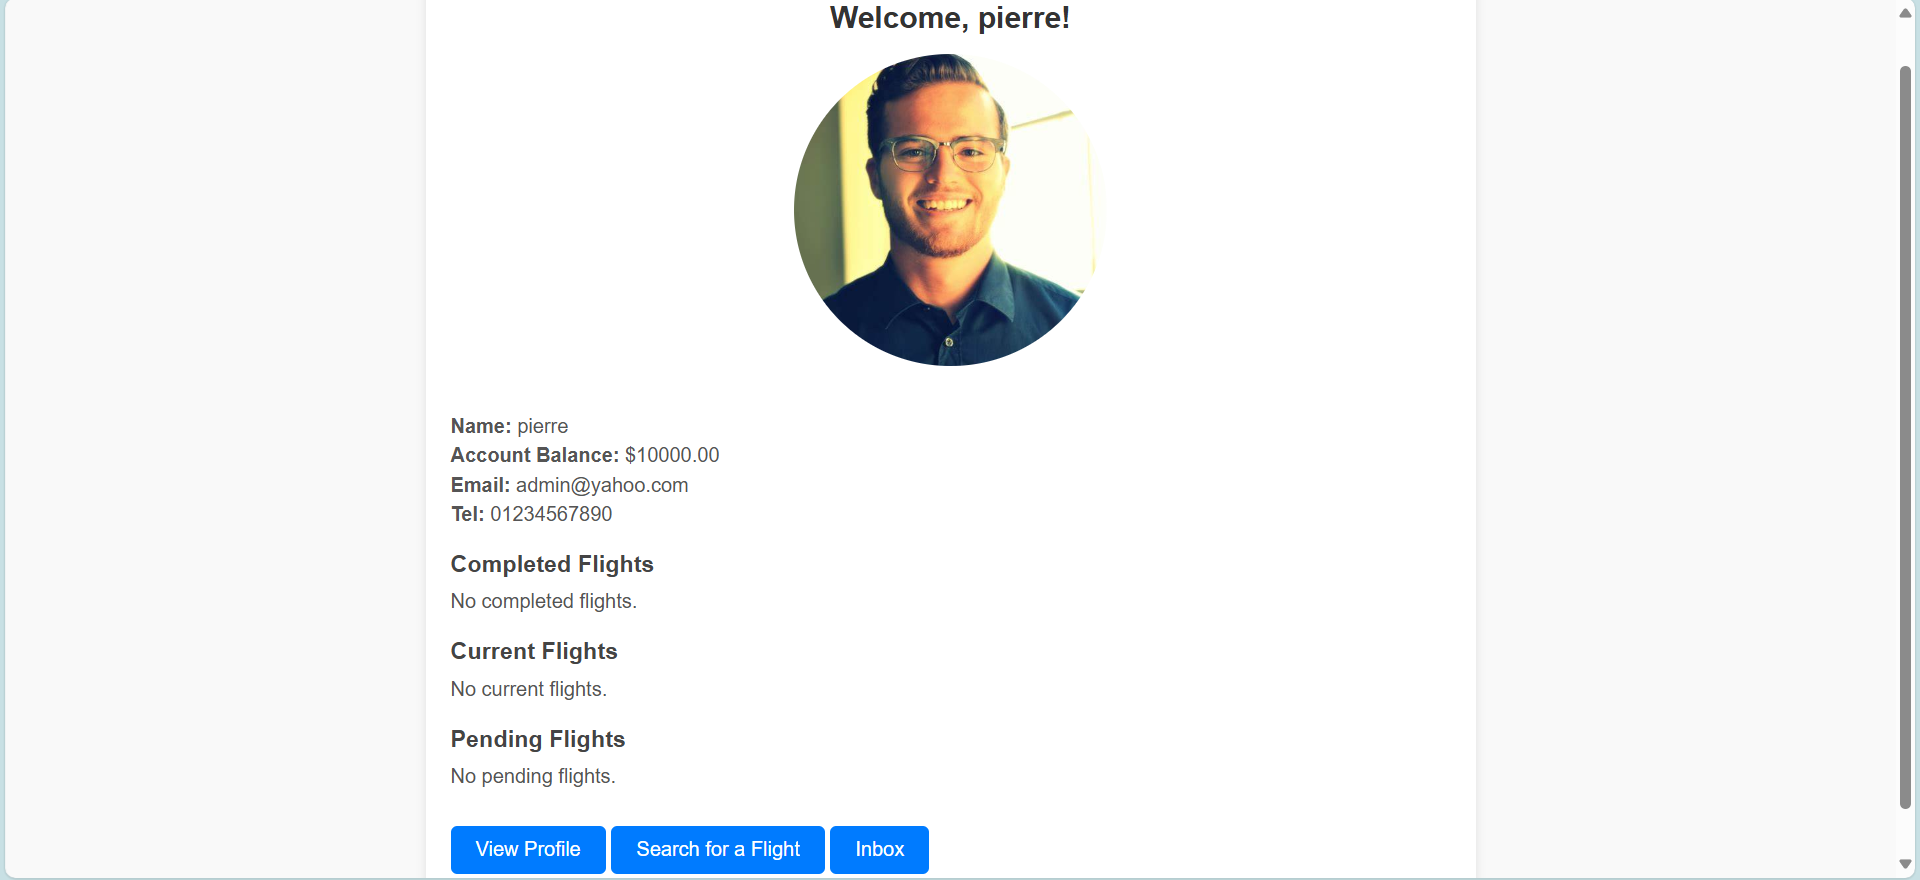 Welcome, pierre!
Name: pierre
Account Balance: $10000.00
Email: admin@yahoo.com
Tel: 01234567890
Completed Flights
No completed flights.
Current Flights
No current flights.
Pending Flights
No pending flights.
View Profile Search for a Flight Inbox